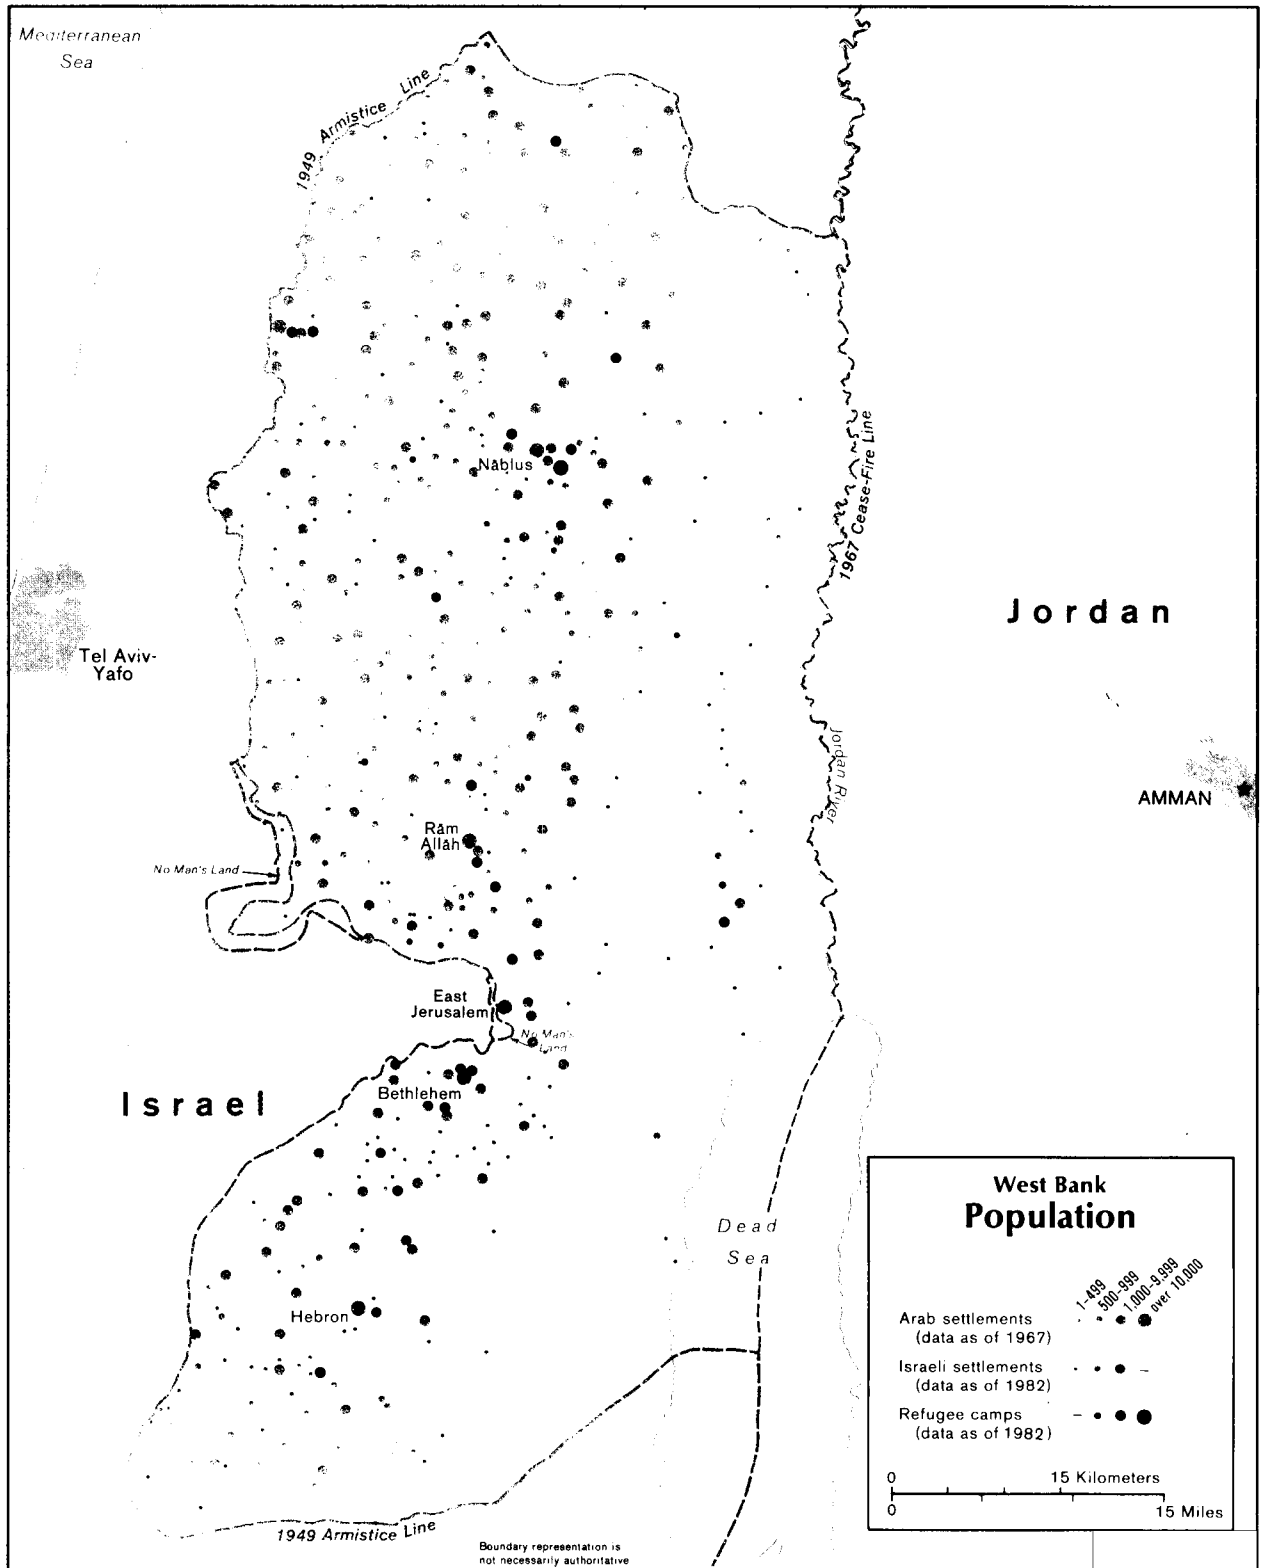 Mediterranean
Sea
1949 Armistice Line
Nāblus
1967 Cease-Fire Line
Jordan
Tel Aviv-
Yafo
Jordan River
AMMAN
Rām
Allāh
No Man's Land
East
Jerusalem
No Man's
Land
Israel
Bethlehem
Dead
Sea
Hebron
West Bank
Population
1-499
500-999
1,000-9,999
over 10,000
Arab settlements
(data as of 1967)
Israeli settlements
(data as of 1982)
Refugee camps
(data as of 1982)
0 15 Kilometers
0 15 Miles
1949 Armistice Line
Boundary representation is
not necessarily authoritative